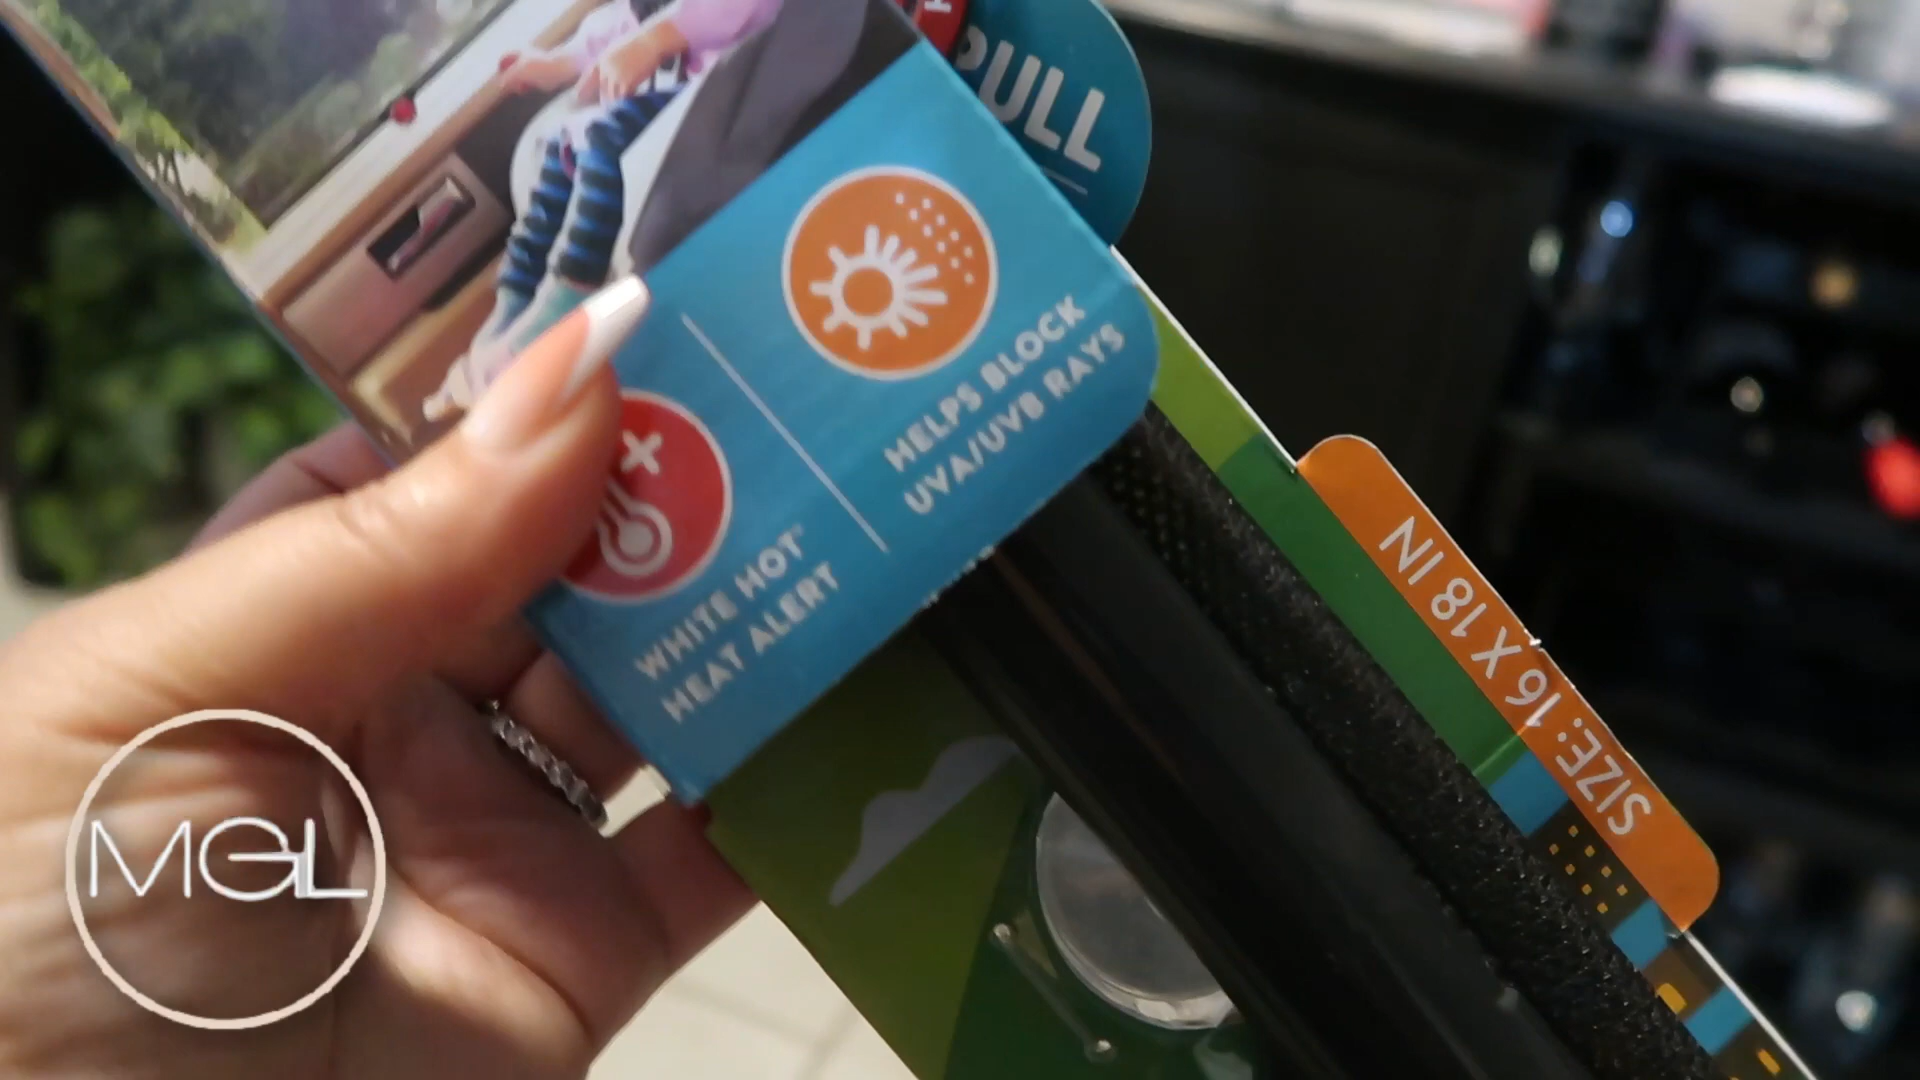 PULL
HELPS BLOCK
UVA/UVB RAYS
WHITE HOT
HEAT ALERT
SIZE: 16 X 18 IN
MGL